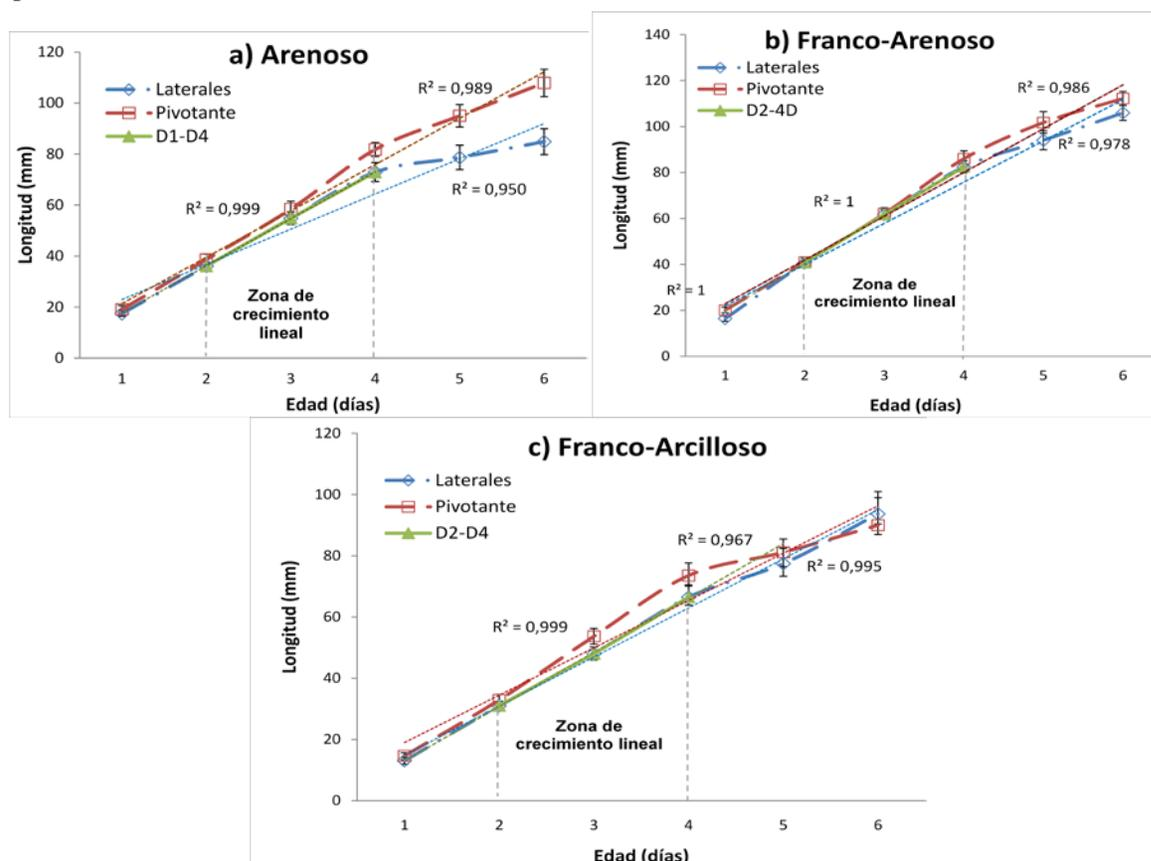 a) Arenoso
Laterales
Pivotante
D1-D4
R² = 0,989
R² = 0,999
R² = 0,950
Zona de
crecimiento
lineal
Longitud (mm)
120
100
80
60
40
20
0
1 2 3 4 5 6
Edad (días)
b) Franco-Arenoso
Laterales
Pivotante
D2-4D
R² = 0,986
R² = 0,978
R² = 1
R² = 1
Zona de
crecimiento lineal
Longitud (mm)
140
120
100
80
60
40
20
0
1 2 3 4 5 6
Edad (días)
c) Franco-Arcilloso
Laterales
Pivotante
D2-D4
R² = 0,967
R² = 0,995
R² = 0,999
Zona de
crecimiento lineal
Longitud (mm)
120
100
80
60
40
20
0
1 2 3 4 5 6
Edad (días)